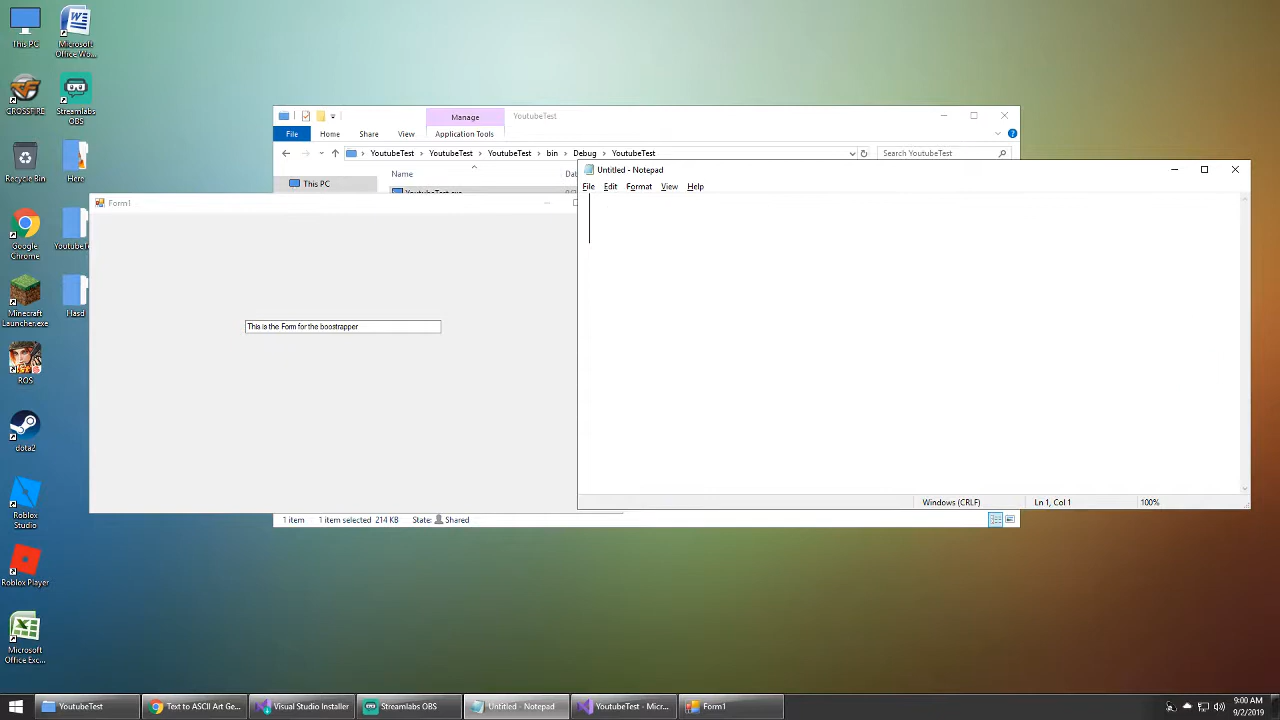 This PC
Microsoft
Office Wo...
CROSSFIRE
Streamlabs
OBS
Recycle Bin
Here
Google
Chrome
Minecraft
Launcher.exe
Hasd
ROS
dota2
Roblox
Studio
Roblox Player
Microsoft
Office Exc...
Manage
YoutubeTest
File
Home
Share
View
Application Tools
YoutubeTest
YoutubeTest
YoutubeTest
bin
Debug
YoutubeTest
Search YoutubeTest
Name
This PC
1 item
1 item selected 214 KB
State:
Shared
Form1
This is the Form for the boostrapper
Untitled - Notepad
File
Edit
Format
View
Help
Windows (CRLF)
Ln 1, Col 1
100%
YoutubeTest
Text to ASCII Art Ge...
Visual Studio Installer
Streamlabs OBS
Untitled - Notepad
YoutubeTest - Micr...
Form1
9:00 AM
9/2/2019